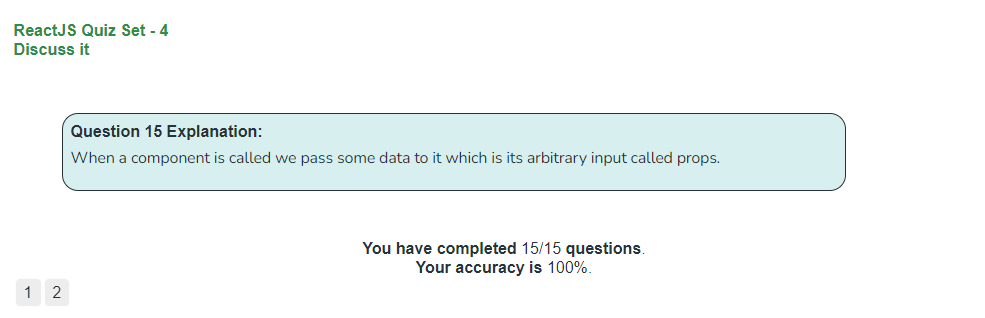 ReactJS Quiz Set - 4
Discuss it
Question 15 Explanation:
When a component is called we pass some data to it which is its arbitrary input called props.
You have completed 15/15 questions.
Your accuracy is 100%.
1 2